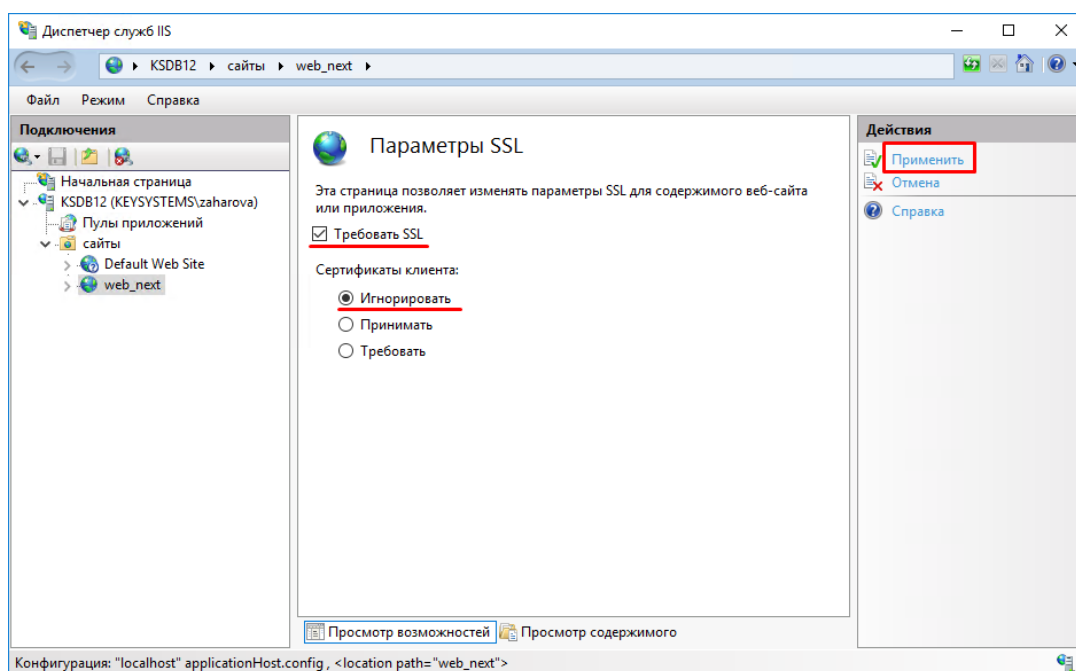 Диспетчер служб IIS
KSDB12 сайты web_next
Файл Режим Справка
Подключения
Начальная страница
KSDB12 (KEYSYSTEMS\zaharova)
Пулы приложений
сайты
Default Web Site
web_next
Параметры SSL
Эта страница позволяет изменять параметры SSL для содержимого веб-сайта
или приложения.
Требовать SSL
Сертификаты клиента:
Игнорировать
Принимать
Требовать
Просмотр возможностей Просмотр содержимого
Действия
Применить
Отмена
Справка
Конфигурация: "localhost" applicationHost.config , <location path="web_next">